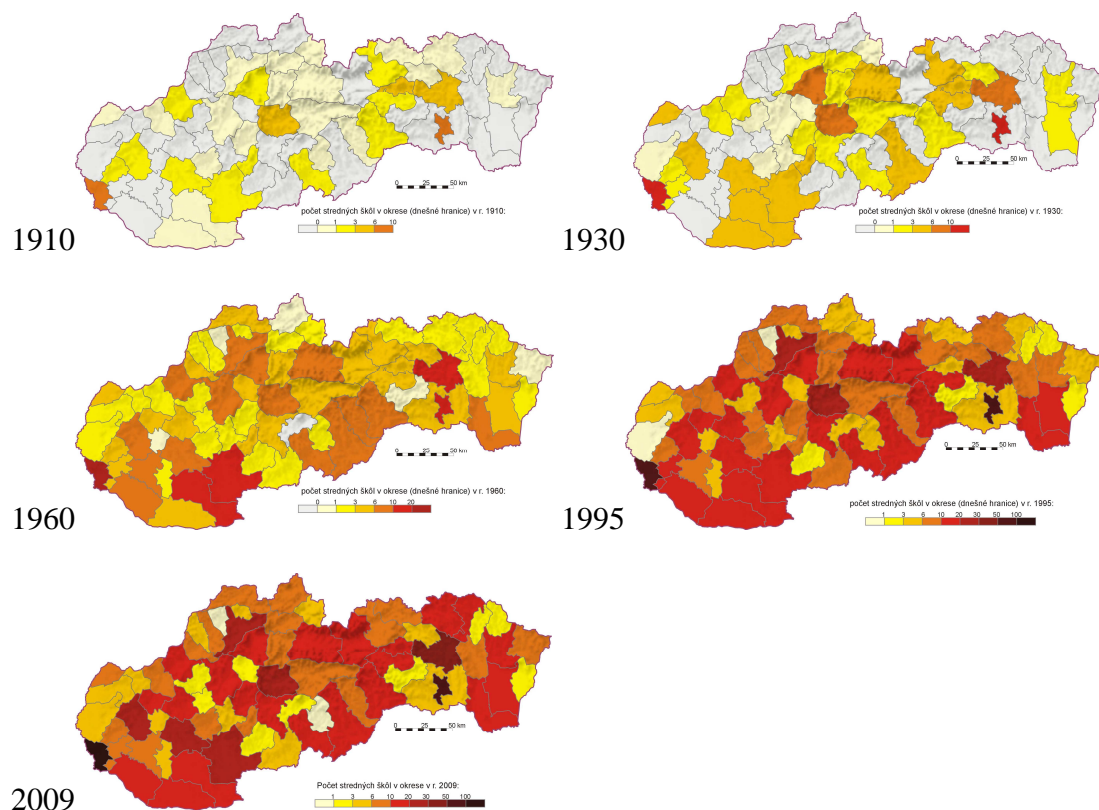 0 25 50 km
počet stredných škôl v okrese (dnešné hranice) v r. 1910:
0 1 3 6 10
1910
0 25 50 km
počet stredných škôl v okrese (dnešné hranice) v r. 1930:
0 1 3 6 10
1930
0 25 50 km
počet stredných škôl v okrese (dnešné hranice) v r. 1960:
0 1 3 6 10 20
1960
0 25 50 km
počet stredných škôl v okrese (dnešné hranice) v r. 1995:
1 3 6 10 20 30 50 100
1995
0 25 50 km
Počet stredných škôl v okrese v r. 2009:
1 3 6 10 20 30 50 100
2009